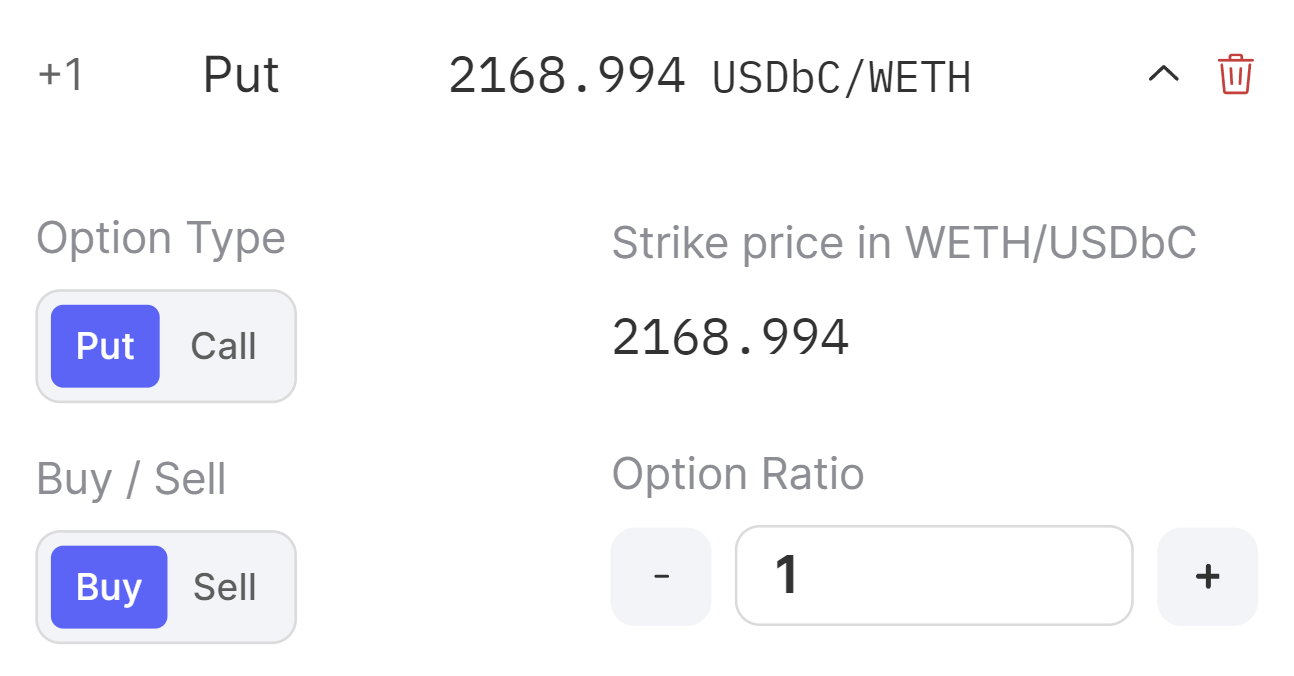 +1 Put 2168.994 USDbC/WETH
Option Type
Strike price in WETH/USDbC
Put Call
2168.994
Buy / Sell
Option Ratio
Buy Sell
- 1 +